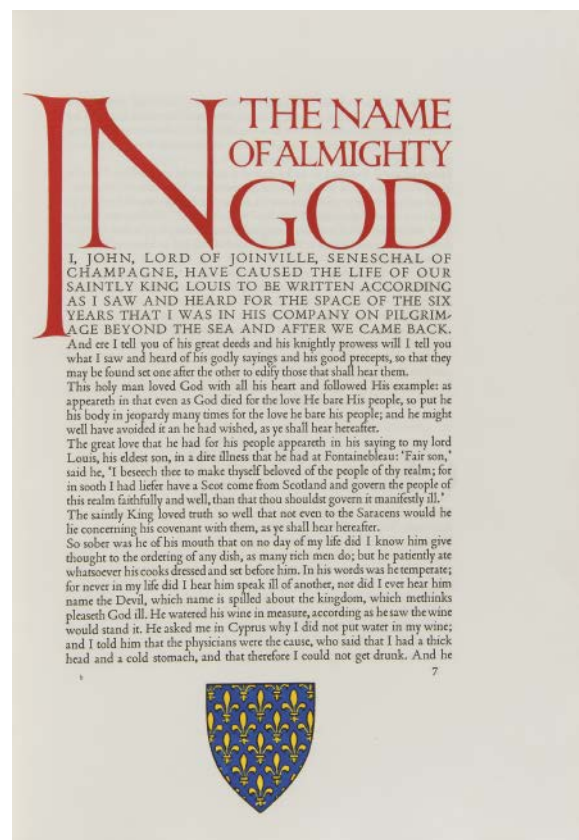 IN THE NAME
OF ALMIGHTY
GOD
I, JOHN, LORD OF JOINVILLE, SENESCHAL OF
CHAMPAGNE, HAVE CAUSED THE LIFE OF OUR
SAINTLY KING LOUIS TO BE WRITTEN ACCORDING
AS I SAW AND HEARD FOR THE SPACE OF THE SIX
YEARS THAT I WAS IN HIS COMPANY ON PILGRIM-
AGE BEYOND THE SEA AND AFTER WE CAME BACK.
And ere I tell you of his great deeds and his knightly prowess will I tell you
what I saw and heard of his godly sayings and his good precepts, so that they
may be found set one after the other to edify those that shall hear them.
This holy man loved God with all his heart and followed His example: as
appeareth in that even as God died for the love He bare His people, so put he
his body in jeopardy many times for the love he bare his people; and he might
well have avoided it an he had wished, as ye shall hear hereafter.
The great love that he had for his people appeareth in his saying to my lord
Louis, his eldest son, in a dire illness that he had at Fontainebleau: 'Fair son,'
said he, 'I beseech thee to make thyself beloved of the people of thy realm; for
in sooth I had liefer have a Scot come from Scotland and govern the people of
this realm faithfully and well, than that thou shouldst govern it manifestly ill.'
The saintly King loved truth so well that not even to the Saracens would he
lie concerning his covenant with them, as ye shall hear hereafter.
So sober was he of his mouth that on no day of my life did I know him give
thought to the ordering of any dish, as many rich men do; but he patiently ate
whatsoever his cooks dressed and set before him. In his words was he temperate;
for never in my life did I hear him speak ill of another, nor did I ever hear him
name the Devil, which name is spilled about the kingdom, which methinks
pleaseth God ill. He watered his wine in measure, according as he saw the wine
would stand it. He asked me in Cyprus why I did not put water in my wine;
and I told him that the physicians were the cause, who said that I had a thick
head and a cold stomach, and that therefore I could not get drunk. And he
b 7